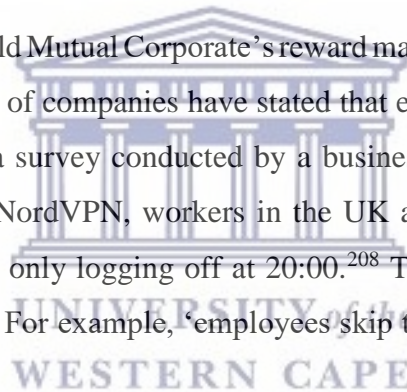 ld Mutual Corporate’s reward ma
of companies have stated that e
a survey conducted by a busine
NordVPN, workers in the UK a
only logging off at 20:00.²⁰⁸ T
UNIVERSITY of the
For example, ‘employees skip t
WESTERN CAPE